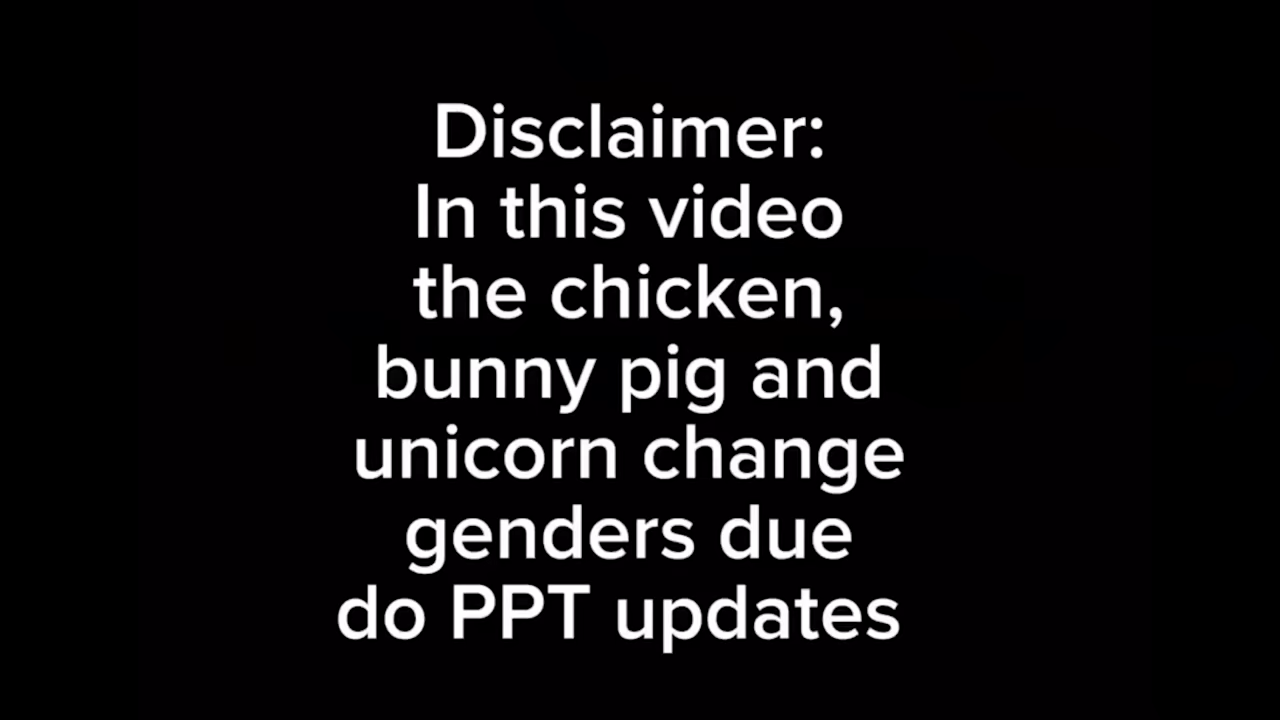 Disclaimer:
In this video
the chicken,
bunny pig and
unicorn change
genders due
do PPT updates